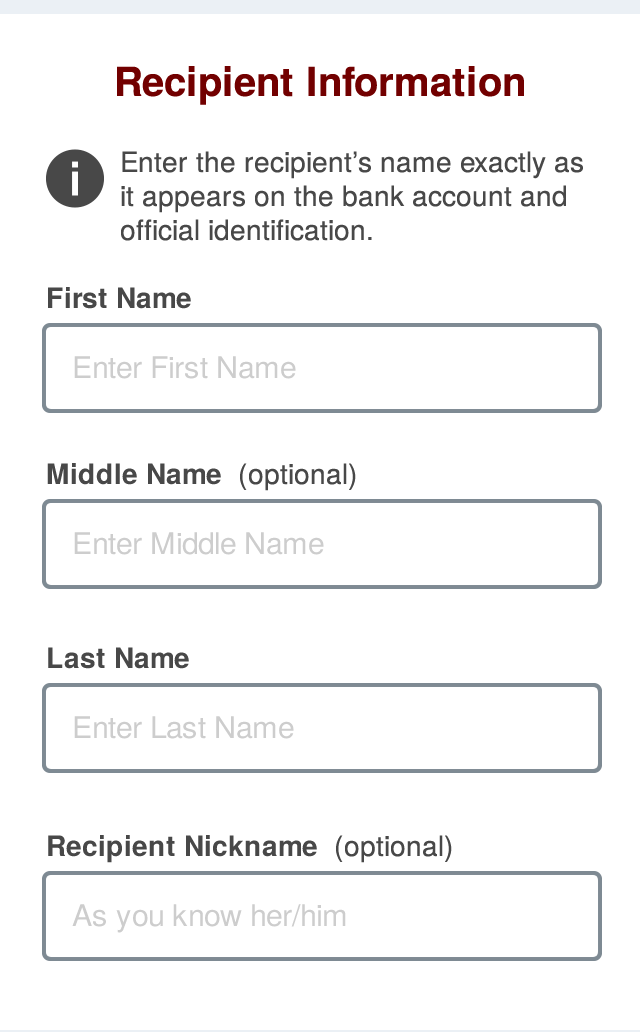 Recipient Information
i
Enter the recipient’s name exactly as
it appears on the bank account and
official identification.
First Name
Enter First Name
Middle Name (optional)
Enter Middle Name
Last Name
Enter Last Name
Recipient Nickname (optional)
As you know her/him